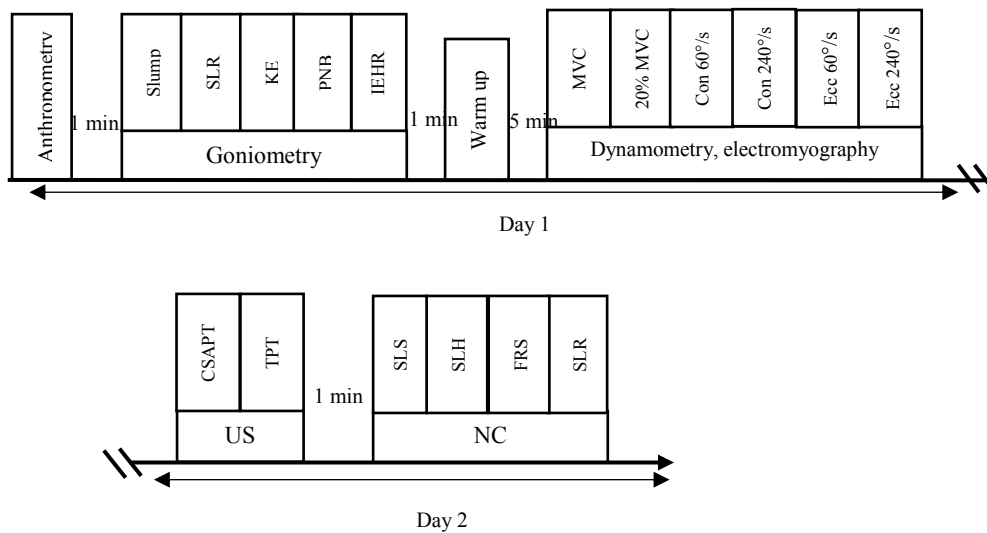 Anthropometry
1 min
Slump
SLR
KE
PNB
IEHR
Goniometry
1 min
Warm up
5 min
MVC
20% MVC
Con 60°/s
Con 240°/s
Ecc 60°/s
Ecc 240°/s
Dynamometry, electromyography
Day 1
CSAPT
TPT
US
1 min
SLS
SLH
FRS
SLR
NC
Day 2